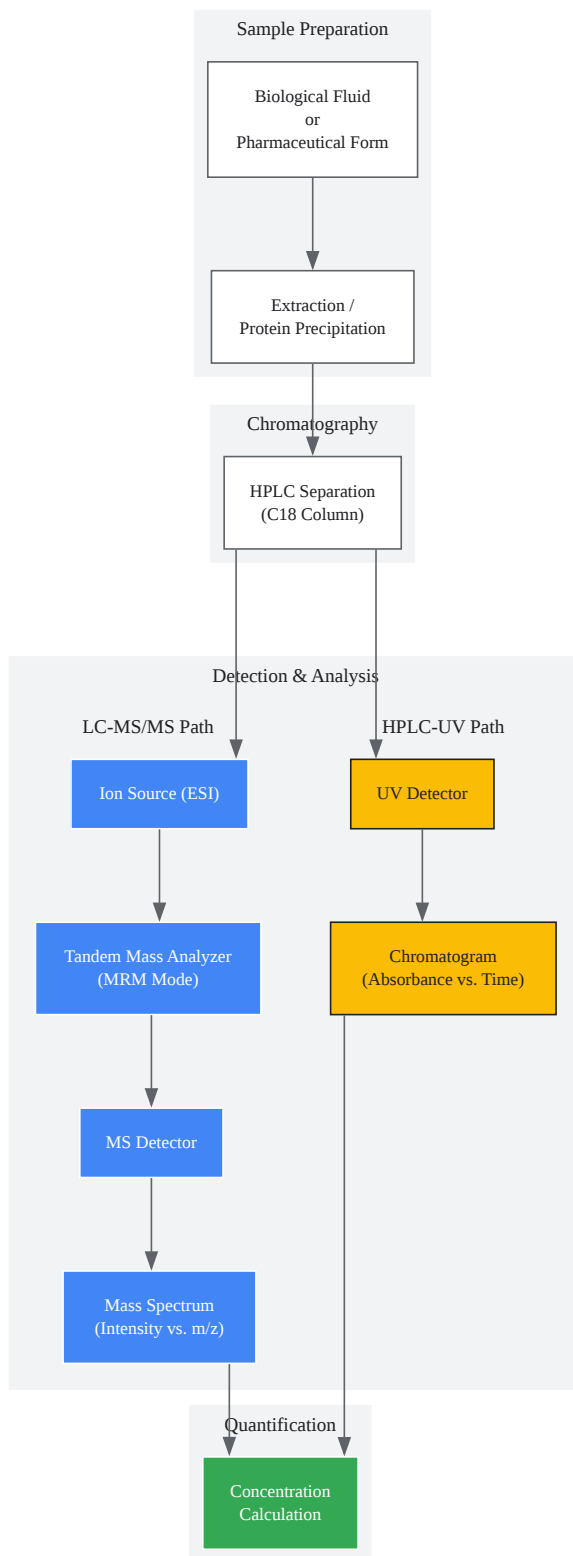 Sample Preparation
Biological Fluid
or
Pharmaceutical Form
Extraction /
Protein Precipitation
Chromatography
HPLC Separation
(C18 Column)
Detection & Analysis
LC-MS/MS Path
HPLC-UV Path
Ion Source (ESI)
UV Detector
Tandem Mass Analyzer
(MRM Mode)
Chromatogram
(Absorbance vs. Time)
MS Detector
Mass Spectrum
(Intensity vs. m/z)
Quantification
Concentration
Calculation